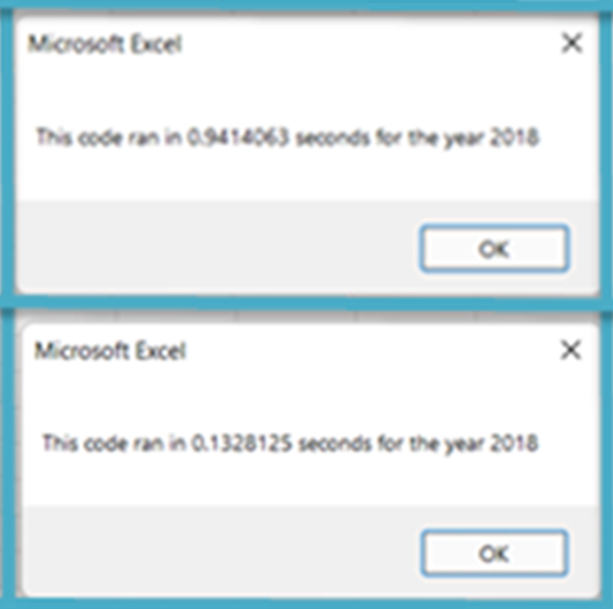 Microsoft Excel
This code ran in 0.9414063 seconds for the year 2018
OK
Microsoft Excel
This code ran in 0.1328125 seconds for the year 2018
OK